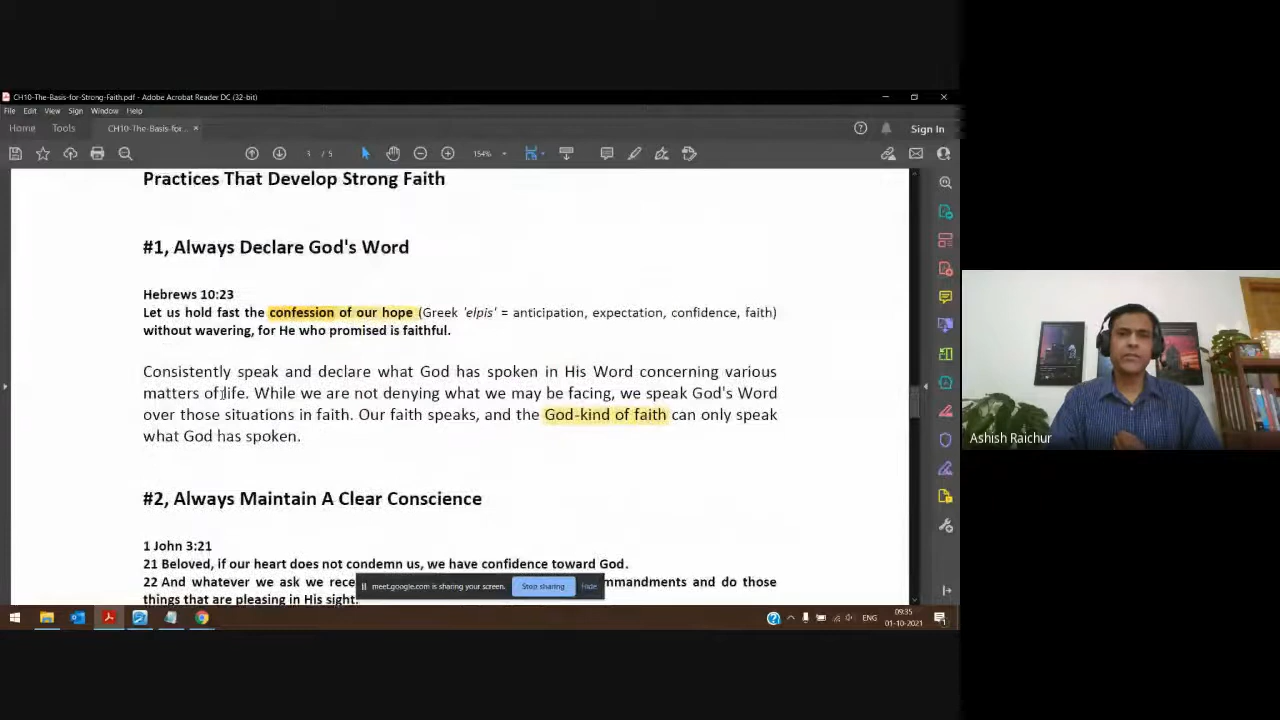 CH10-The-Basis-for-Strong-Faith.pdf - Adobe Acrobat Reader DC (32-bit)
File Edit View Sign Window Help
Home Tools CH10-The-Basis-for-... × Sign In
3 / 5 154%
Practices That Develop Strong Faith
#1, Always Declare God's Word
Hebrews 10:23
Let us hold fast the confession of our hope (Greek 'elpis' = anticipation, expectation, confidence, faith)
without wavering, for He who promised is faithful.
Consistently speak and declare what God has spoken in His Word concerning various
matters of life. While we are not denying what we may be facing, we speak God's Word
over those situations in faith. Our faith speaks, and the God-kind of faith can only speak
what God has spoken.
#2, Always Maintain A Clear Conscience
1 John 3:21
21 Beloved, if our heart does not condemn us, we have confidence toward God.
22 And whatever we ask we rece mmandments and do those
things that are pleasing in His sight.
meet.google.com is sharing your screen. Stop sharing Hide
Ashish Raichur
ENG
09:35
01-10-2021